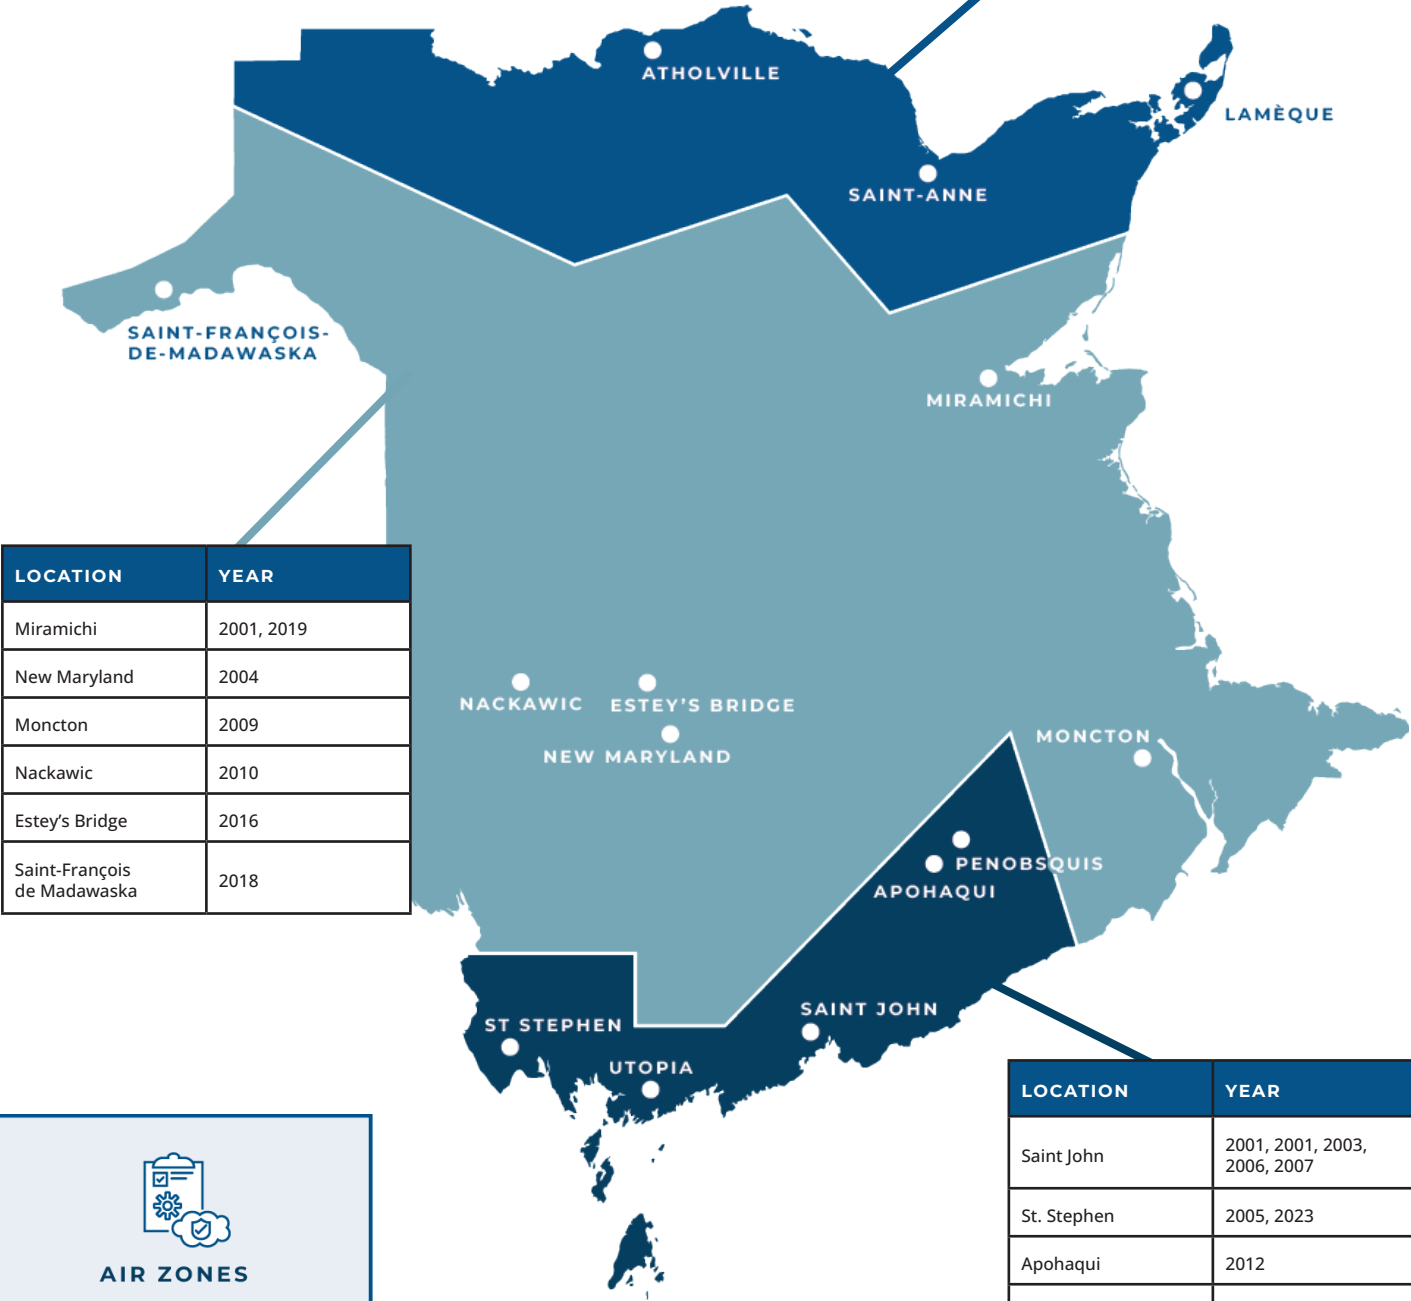 ATHOLVILLE
LAMÈQUE
SAINT-ANNE
SAINT-FRANÇOIS-
DE-MADAWASKA
MIRAMICHI
LOCATION YEAR
Miramichi 2001, 2019
New Maryland 2004
Moncton 2009
Nackawic 2010
Estey’s Bridge 2016
Saint-François
de Madawaska
2018
NACKAWIC
ESTEY’S BRIDGE
NEW MARYLAND
MONCTON
PENOBSQUIS
APOHAQUI
SAINT JOHN
ST STEPHEN
UTOPIA
LOCATION YEAR
Saint John
2001, 2001, 2003,
2006, 2007
St. Stephen 2005, 2023
Apohaqui 2012
AIR ZONES